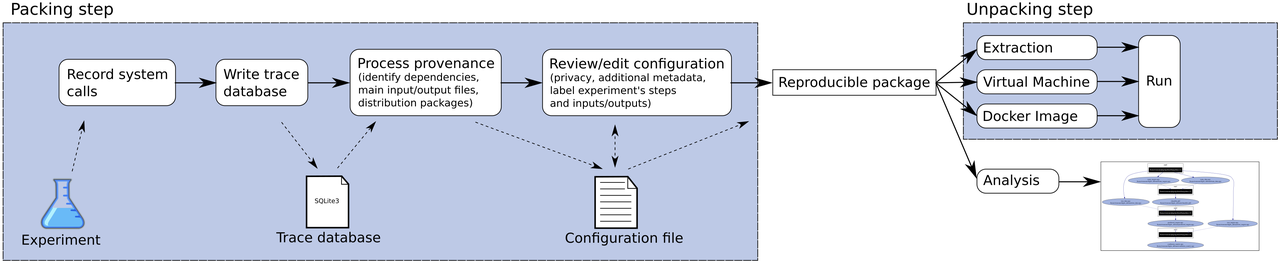 Packing step
Record system
calls
Write trace
database
Process provenance
(identify dependencies,
main input/output files,
distribution packages)
Review/edit configuration
(privacy, additional metadata,
label experiment's steps
and inputs/outputs)
Experiment
SQLite3
Trace database
Configuration file
Reproducible package
Unpacking step
Extraction
Virtual Machine
Docker Image
Run
Analysis